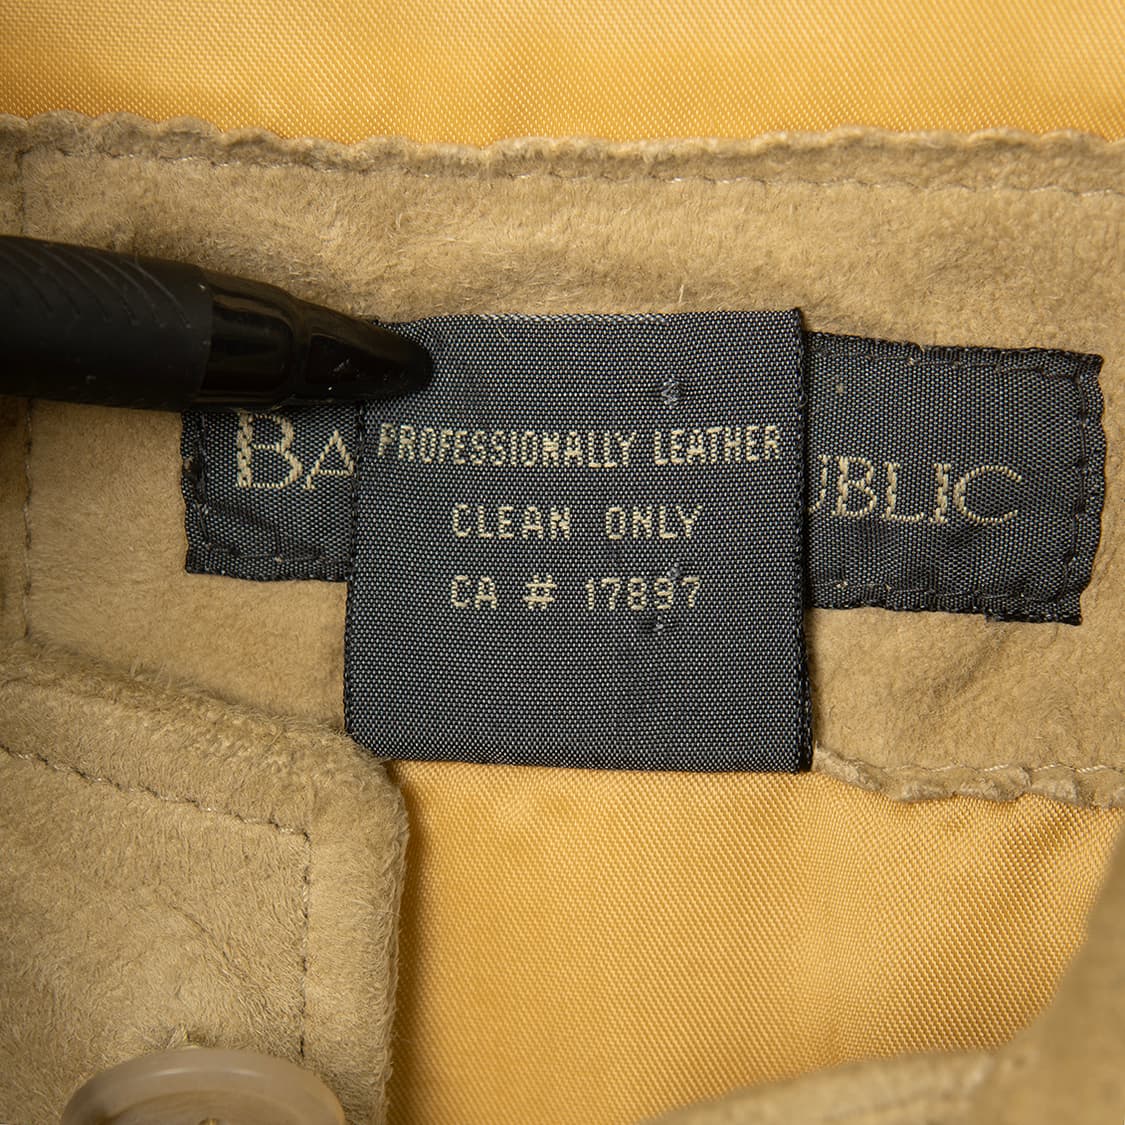 BA
UBLIC
PROFESSIONALLY LEATHER
CLEAN ONLY
CA # 17897